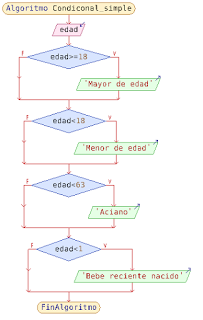 Algoritmo Condiconal_simple
edad
edad>=18
F
V
'Mayor de edad'
edad<18
F
V
'Menor de edad'
edad<63
F
V
'Aciano'
edad<1
F
V
'Bebe reciente nacido'
FinAlgoritmo